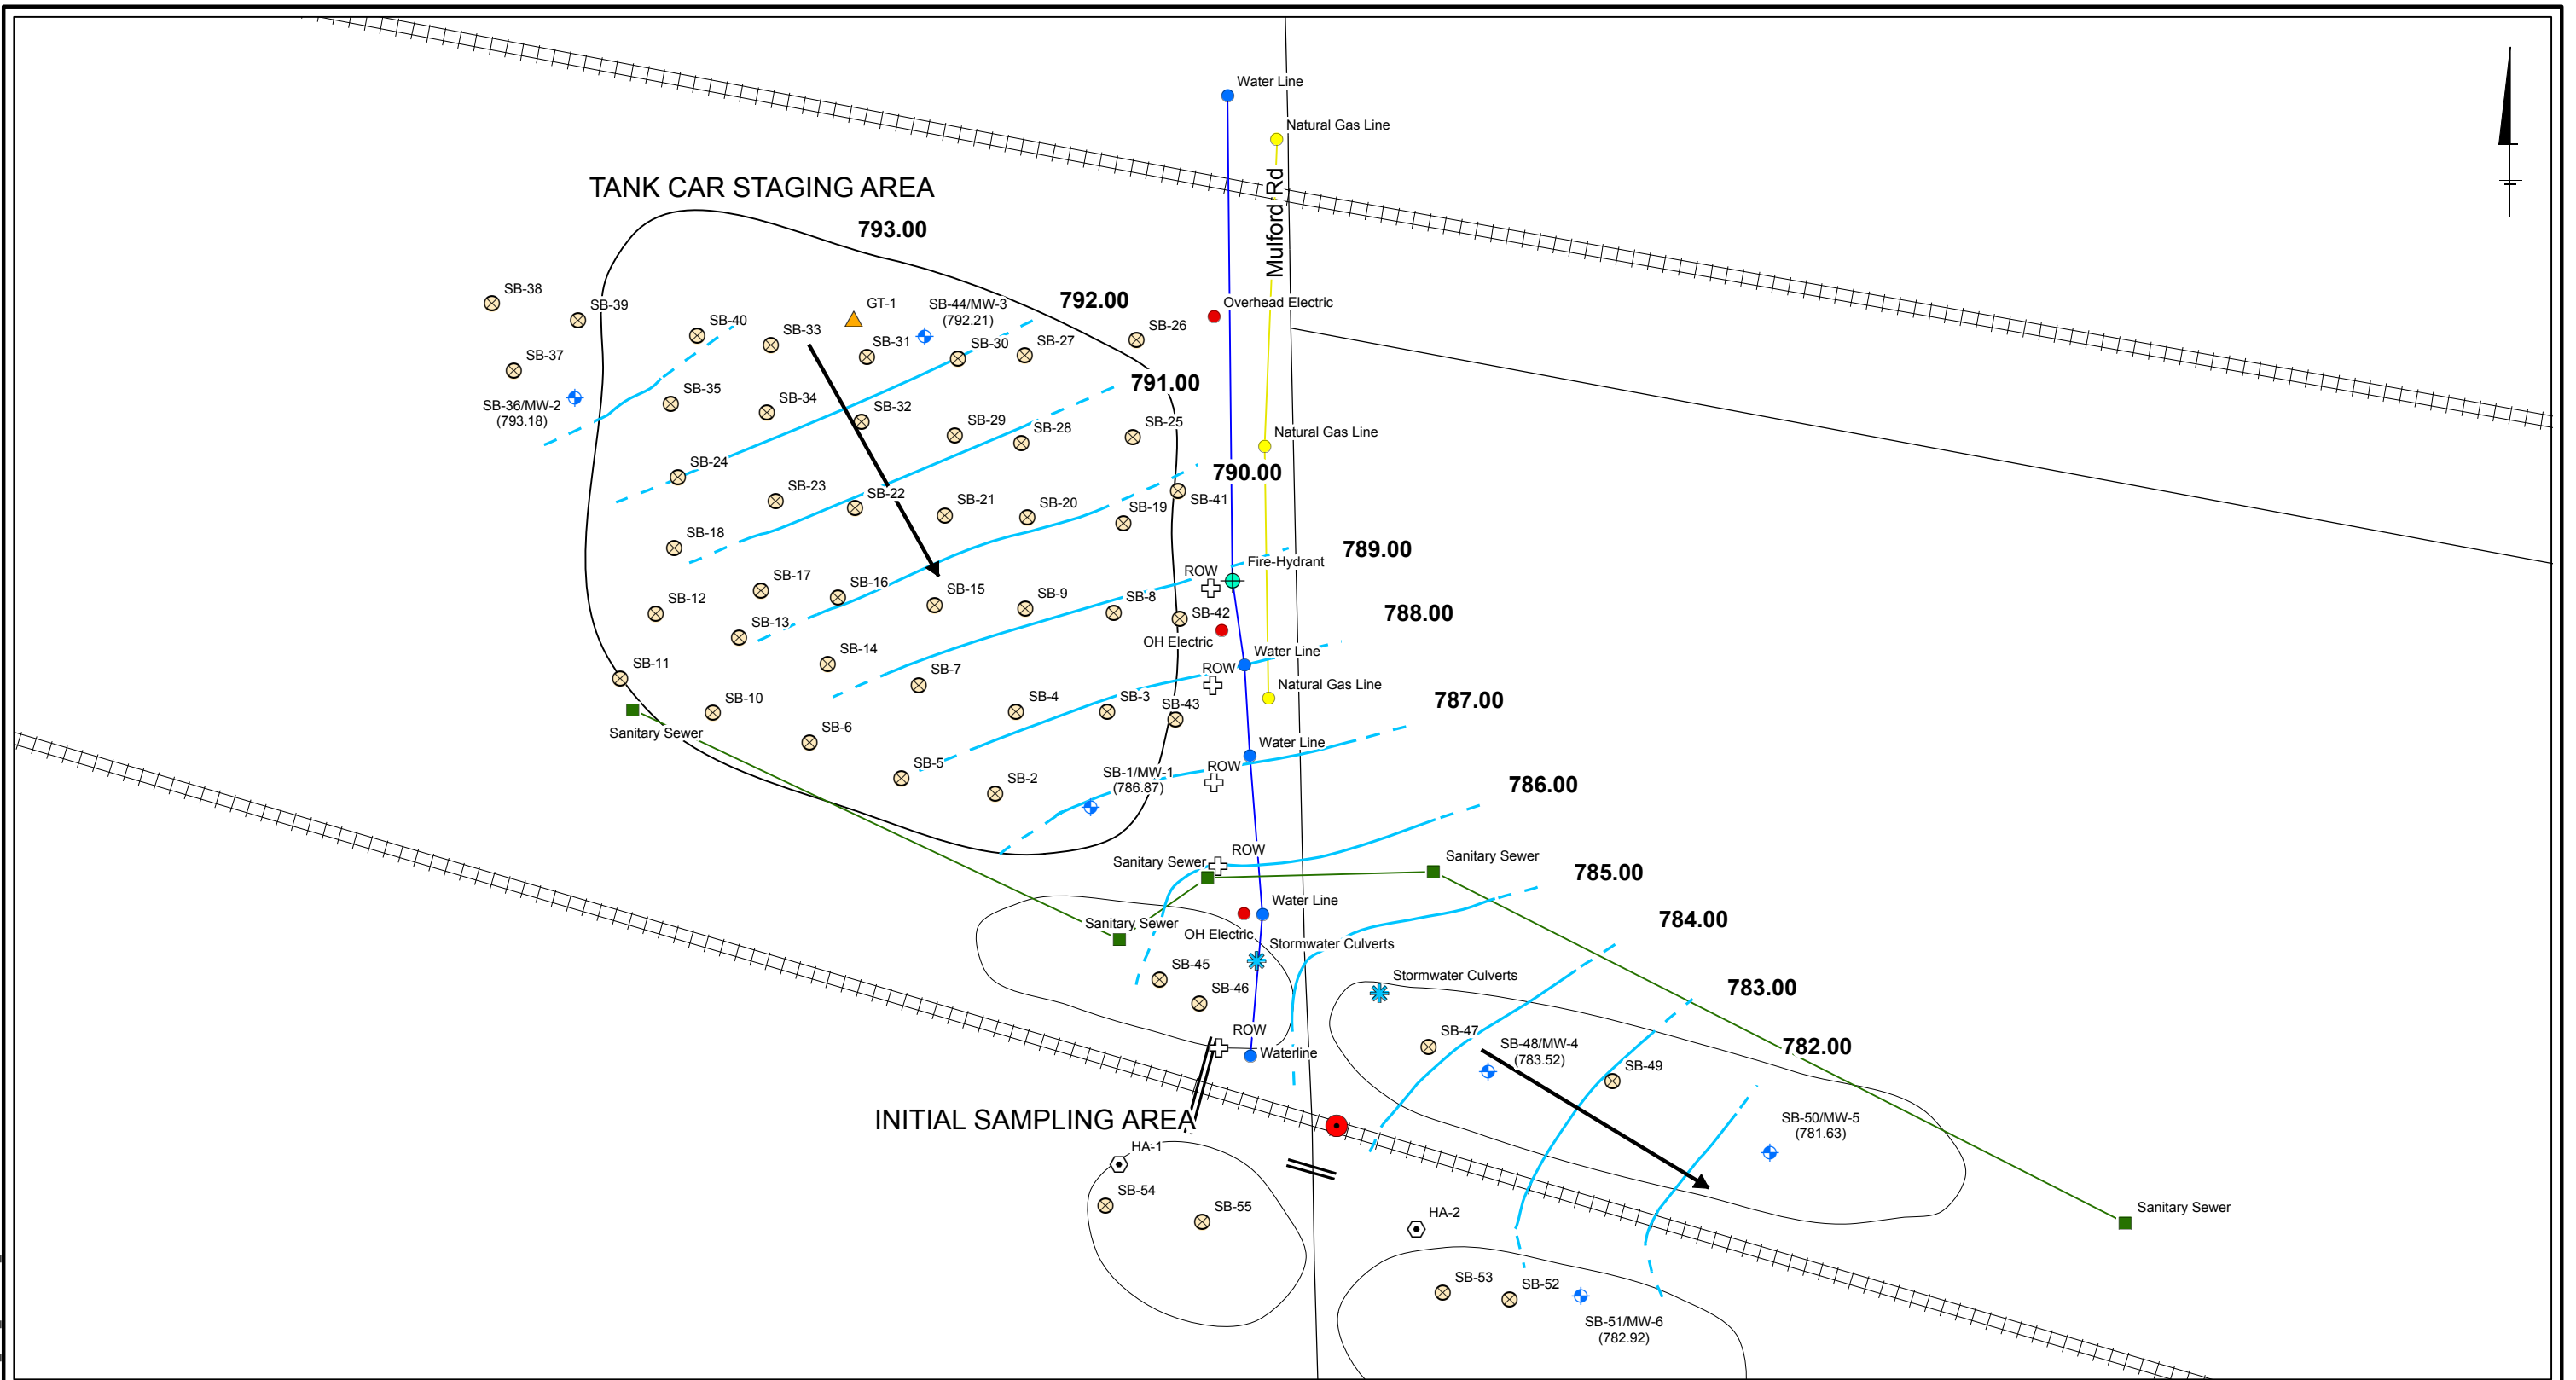 Water Line
Natural Gas Line
Mulford Rd
TANK CAR STAGING AREA
793.00
SB-38
SB-39
SB-40
SB-33
GT-1
SB-44/MW-3
(792.21)
792.00
Overhead Electric
SB-26
SB-31
SB-30
SB-27
SB-37
791.00
SB-36/MW-2
(793.18)
SB-35
SB-34
SB-32
SB-29
SB-28
SB-25
Natural Gas Line
SB-24
790.00
SB-23
SB-22
SB-21
SB-20
SB-19
SB-41
SB-18
789.00
Fire-Hydrant
ROW
SB-17
SB-16
SB-15
SB-9
SB-8
SB-42
SB-12
SB-13
788.00
OH Electric
Water Line
SB-11
SB-14
SB-7
ROW
Natural Gas Line
SB-10
SB-4
SB-3
SB-43
787.00
Sanitary Sewer
SB-6
Water Line
SB-5
SB-2
SB-1/MW-1
(786.87)
ROW
786.00
ROW
Sanitary Sewer
Sanitary Sewer
785.00
Water Line
Sanitary Sewer
OH Electric
784.00
Stormwater Culverts
SB-45
Stormwater Culverts
SB-46
783.00
ROW
Waterline
SB-47
SB-48/MW-4
(783.52)
782.00
SB-49
INITIAL SAMPLING AREA
SB-50/MW-5
(781.63)
HA-1
SB-54
SB-55
HA-2
Sanitary Sewer
SB-53
SB-52
SB-51/MW-6
(782.92)